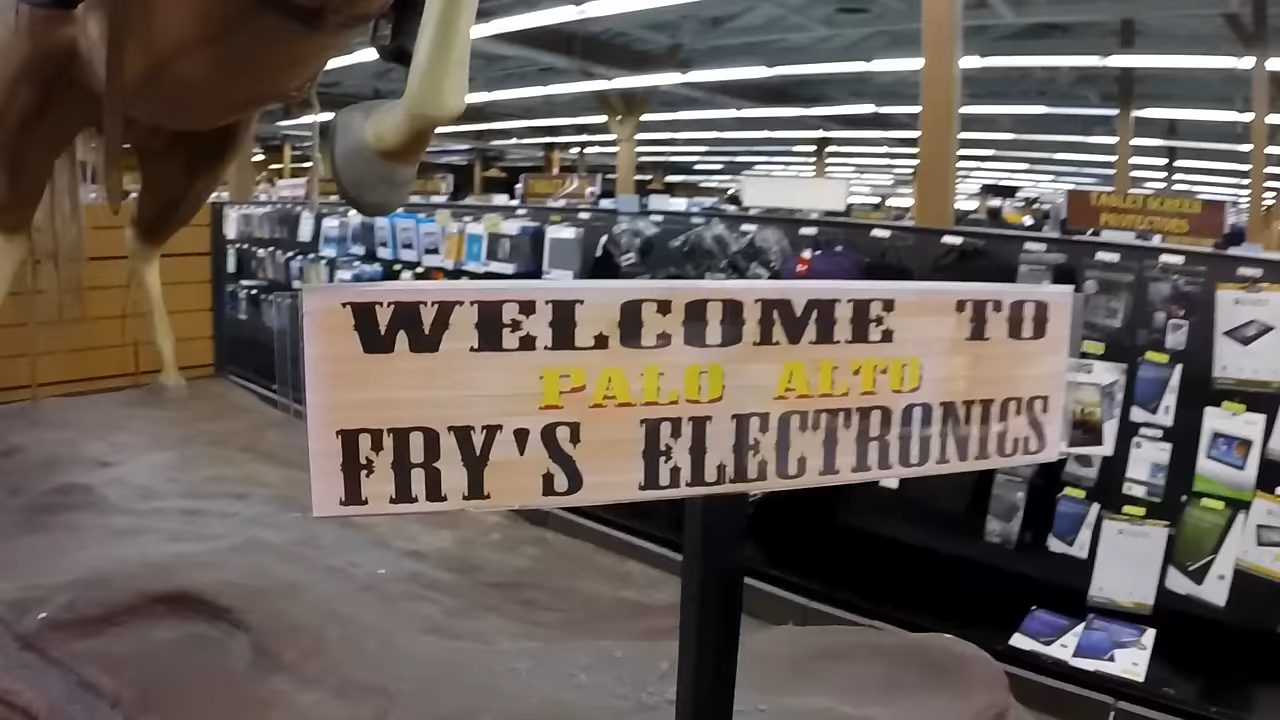 WELCOME TO
PALO ALTO
FRY'S ELECTRONICS
TABLET SCREEN
PROTECTORS